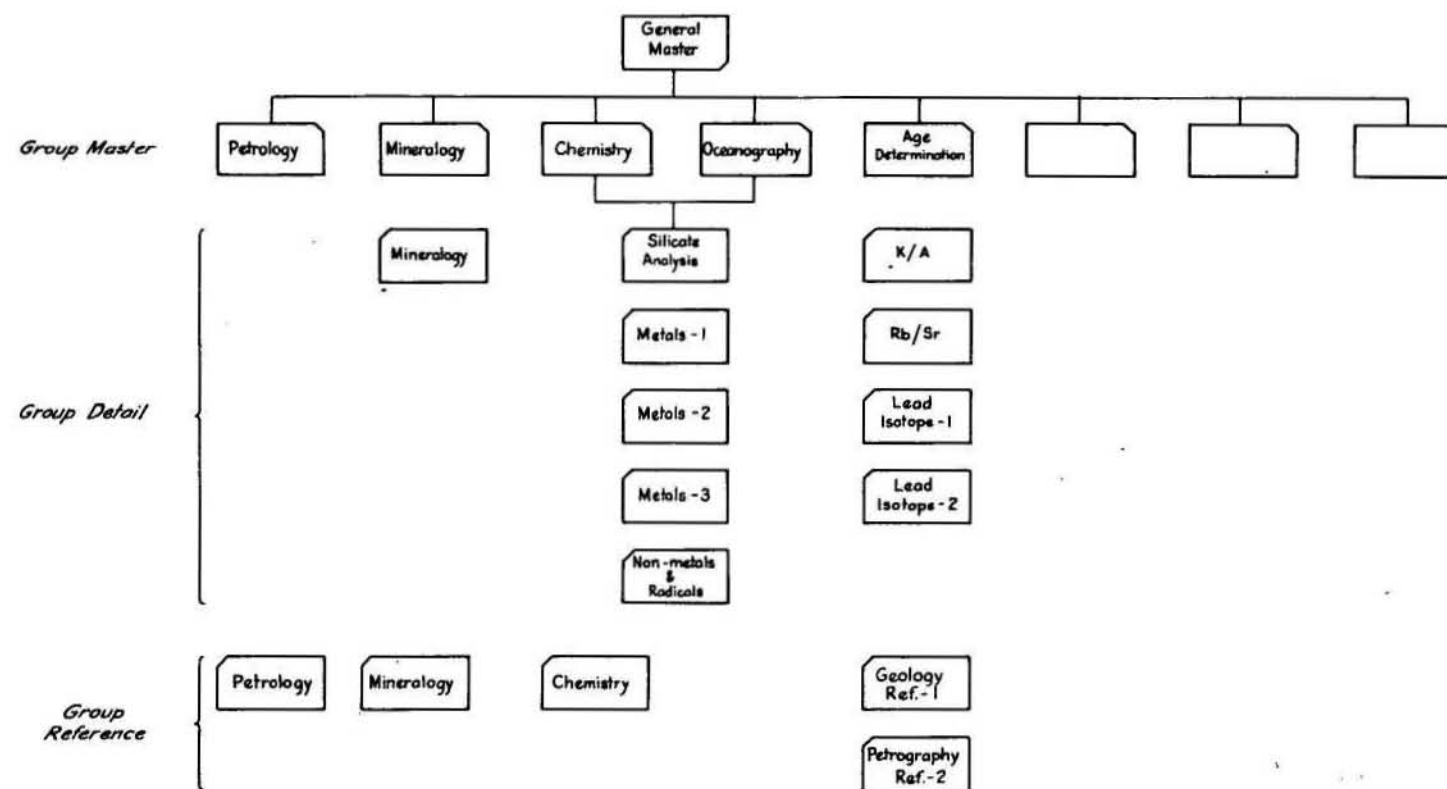 General
Master
Group Master
Petrology
Mineralogy
Chemistry
Oceanography
Age
Determination
Group Detail
Mineralogy
Silicate
Analysis
K/A
Metals - 1
Rb/Sr
Metals - 2
Lead
Isotope - 1
Metals - 3
Lead
Isotope - 2
Non-metals
&
Radicals
Group
Reference
Petrology
Mineralogy
Chemistry
Geology
Ref. - 1
Petrography
Ref. - 2